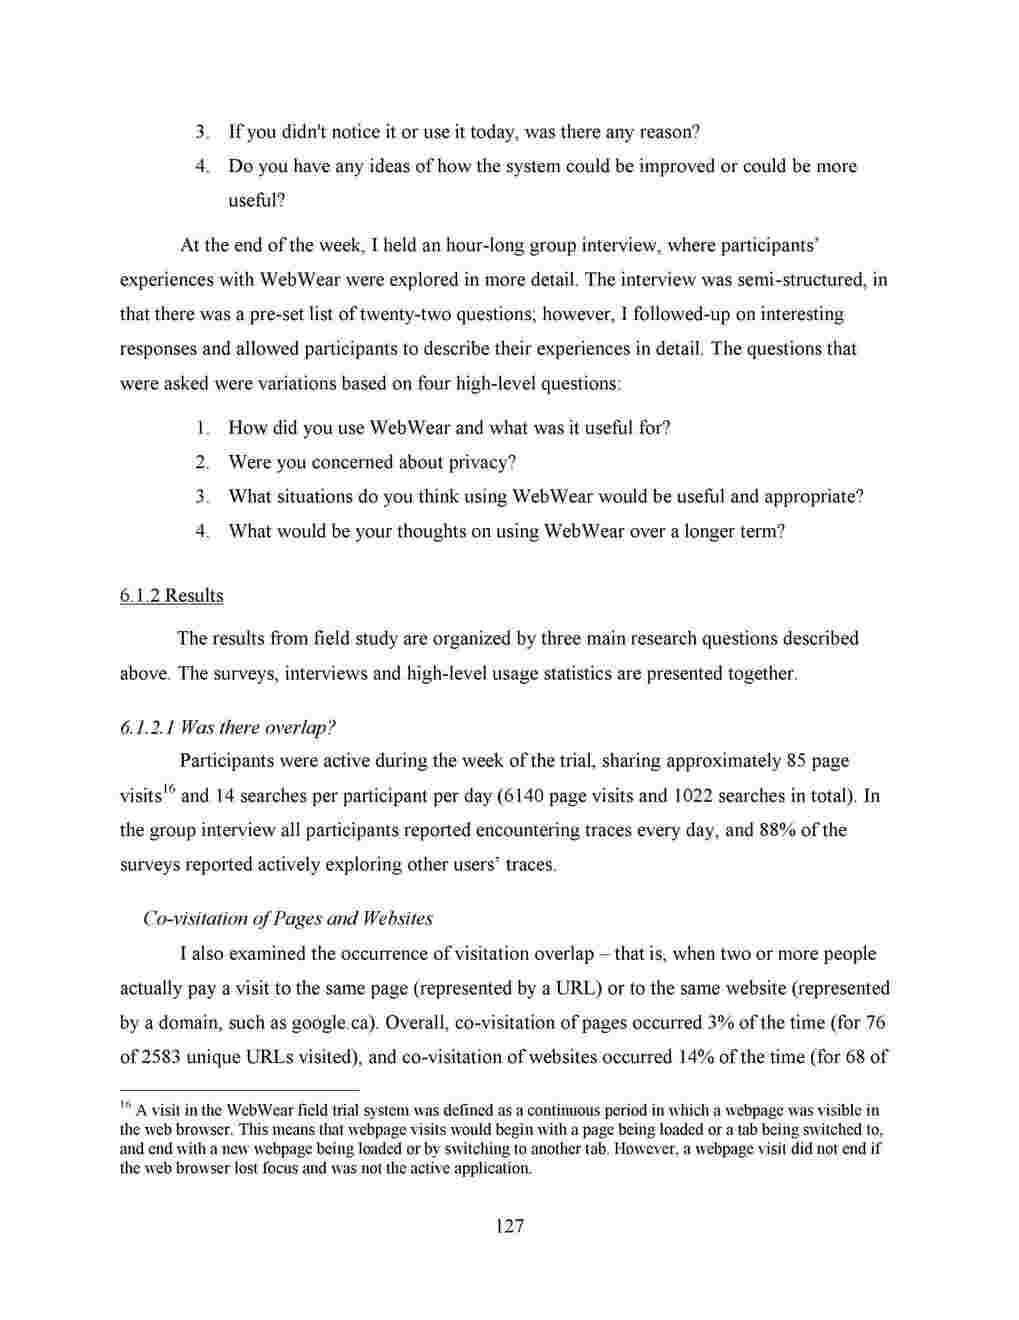 3. If you didn't notice it or use it today, was there any reason?
4. Do you have any ideas of how the system could be improved or could be more
useful?
At the end of the week, I held an hour-long group interview, where participants’
experiences with WebWear were explored in more detail. The interview was semi-structured, in
that there was a pre-set list of twenty-two questions; however, I followed-up on interesting
responses and allowed participants to describe their experiences in detail. The questions that
were asked were variations based on four high-level questions:
1. How did you use WebWear and what was it useful for?
2. Were you concerned about privacy?
3. What situations do you think using WebWear would be useful and appropriate?
4. What would be your thoughts on using WebWear over a longer term?
6.1.2 Results
The results from field study are organized by three main research questions described
above. The surveys, interviews and high-level usage statistics are presented together.
6.1.2.1 Was there overlap?
Participants were active during the week of the trial, sharing approximately 85 page
visits16 and 14 searches per participant per day (6140 page visits and 1022 searches in total). In
the group interview all participants reported encountering traces every day, and 88% of the
surveys reported actively exploring other users’ traces.
Co-visitation of Pages and Websites
I also examined the occurrence of visitation overlap – that is, when two or more people
actually pay a visit to the same page (represented by a URL) or to the same website (represented
by a domain, such as google.ca). Overall, co-visitation of pages occurred 3% of the time (for 76
of 2583 unique URLs visited), and co-visitation of websites occurred 14% of the time (for 68 of
16 A visit in the WebWear field trial system was defined as a continuous period in which a webpage was visible in
the web browser. This means that webpage visits would begin with a page being loaded or a tab being switched to,
and end with a new webpage being loaded or by switching to another tab. However, a webpage visit did not end if
the web browser lost focus and was not the active application.
127